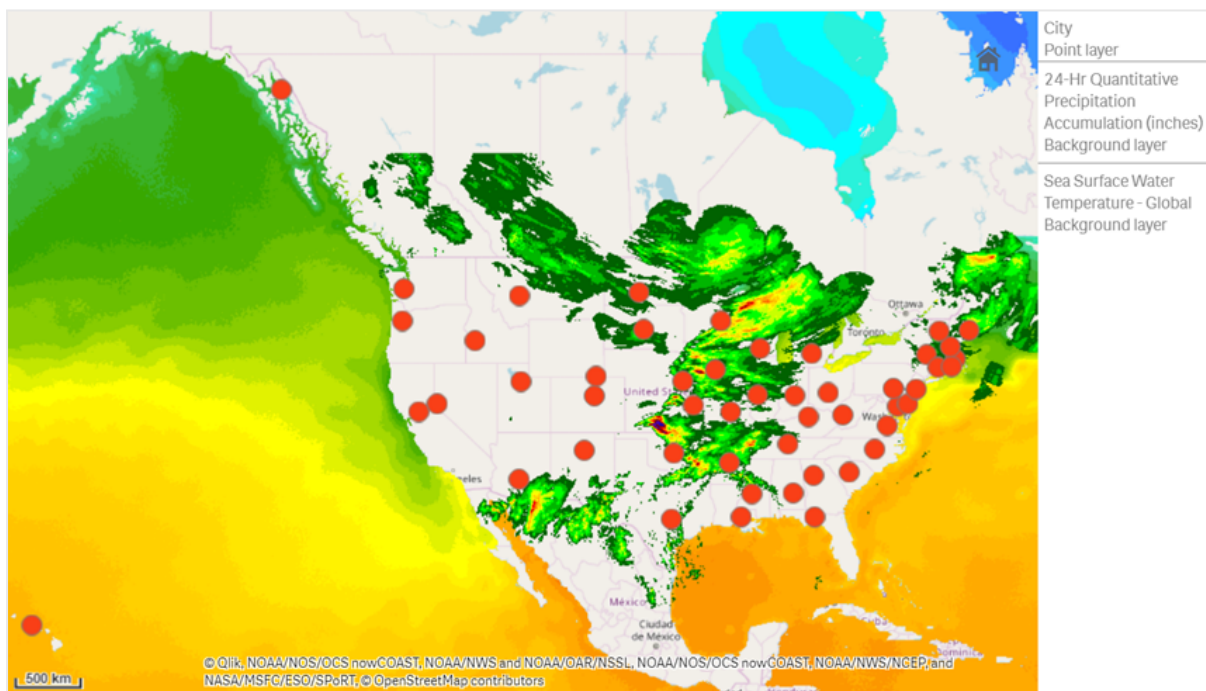 City
Point layer
24-Hr Quantitative
Precipitation
Accumulation (inches)
Background layer
Sea Surface Water
Temperature - Global
Background layer
Ottawa
Toronto
United
México
Ciudad
de México
Cuba
500 km
© Qlik, NOAA/NOS/OCS nowCOAST, NOAA/NWS and NOAA/OAR/NSSL, NOAA/NOS/OCS nowCOAST, NOAA/NWS/NCEP, and
NASA/MSFC/ESO/SPoRT, © OpenStreetMap contributors